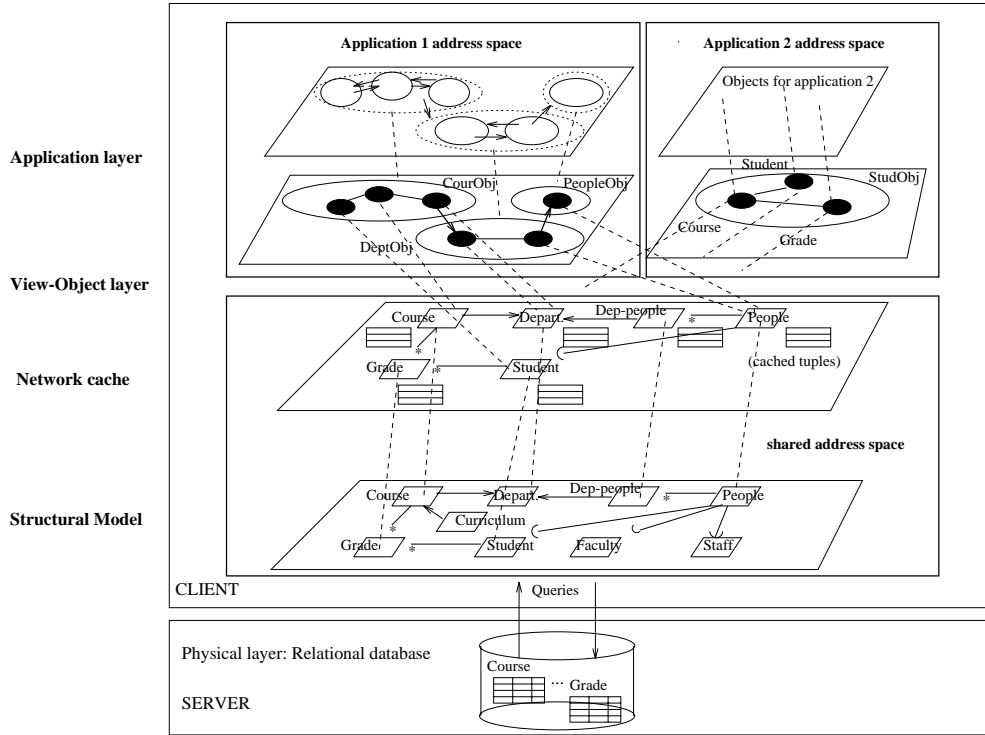 Application 1 address space
Application 2 address space
Objects for application 2
Application layer
Student
CourObj
PeopleObj
StudObj
DeptObj
Course
Grade
View-Object layer
Course
Depart.
Dep-people
People
*
*
Grade
*
Student
(cached tuples)
Network cache
shared address space
Course
Depart.
Dep-people
People
*
Structural Model
Curriculum
*
Grade
*
Student
Faculty
Staff
CLIENT
Queries
Physical layer: Relational database
Course
... Grade
SERVER